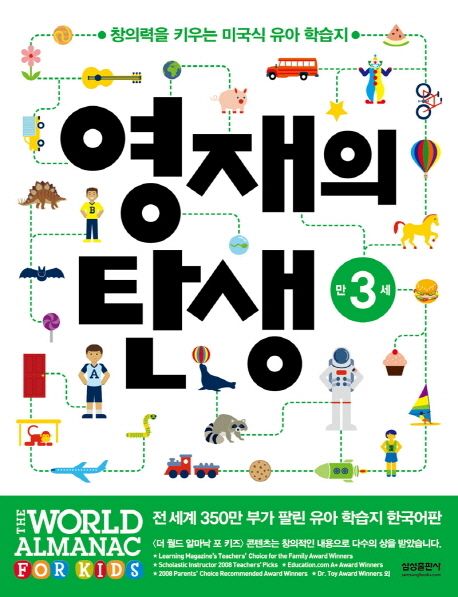 창의력을 키우는 미국식 유아 학습지
영재의
탄생
만 3 세
B
A
THE
WORLD
ALMANAC
FOR KIDS
전 세계 350만 부가 팔린 유아 학습지 한국어판
〈더 월드 알마낙 포 키즈〉 콘텐츠는 창의적인 내용으로 다수의 상을 받았습니다.
★ Learning Magazine's Teachers' Choice for the Family Award Winners
★ Scholastic Instructor 2008 Teachers' Picks ★ Education.com A+ Award Winners
★ 2008 Parents' Choice Recommended Award Winners ★ Dr. Toy Award Winners 외
삼성출판사
samsungbooks.com